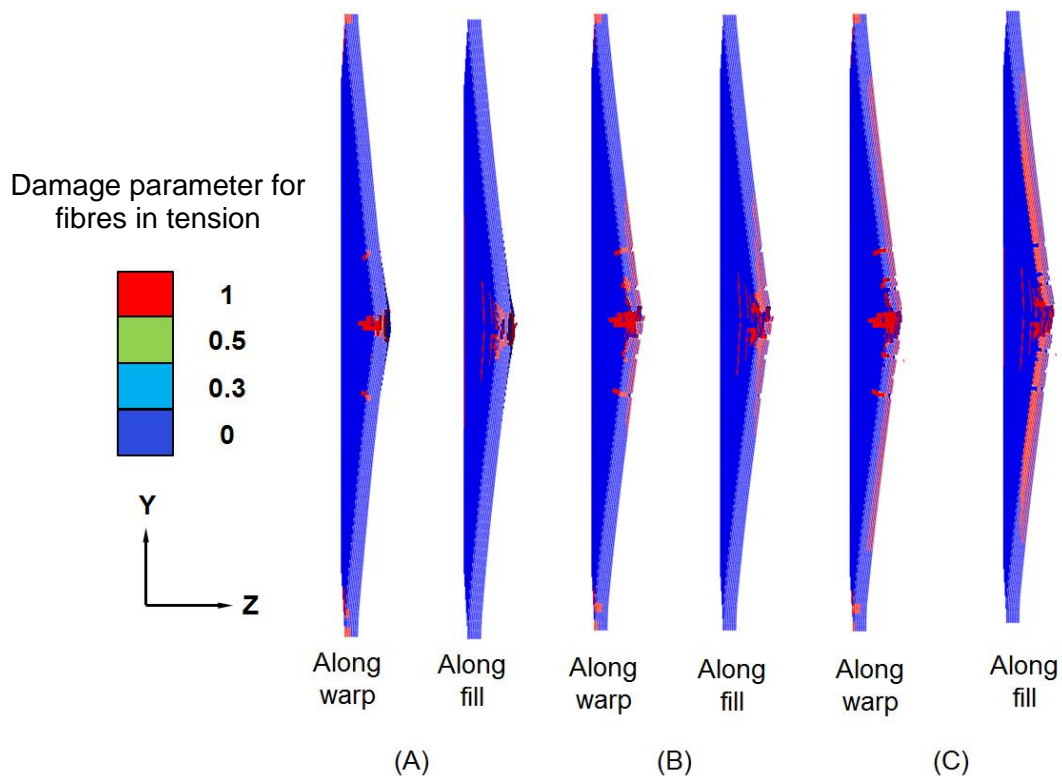 Damage parameter for
fibres in tension
1
0.5
0.3
0
Y
Z
Along
warp
Along
fill
Along
warp
Along
fill
Along
warp
Along
fill
(A)
(B)
(C)